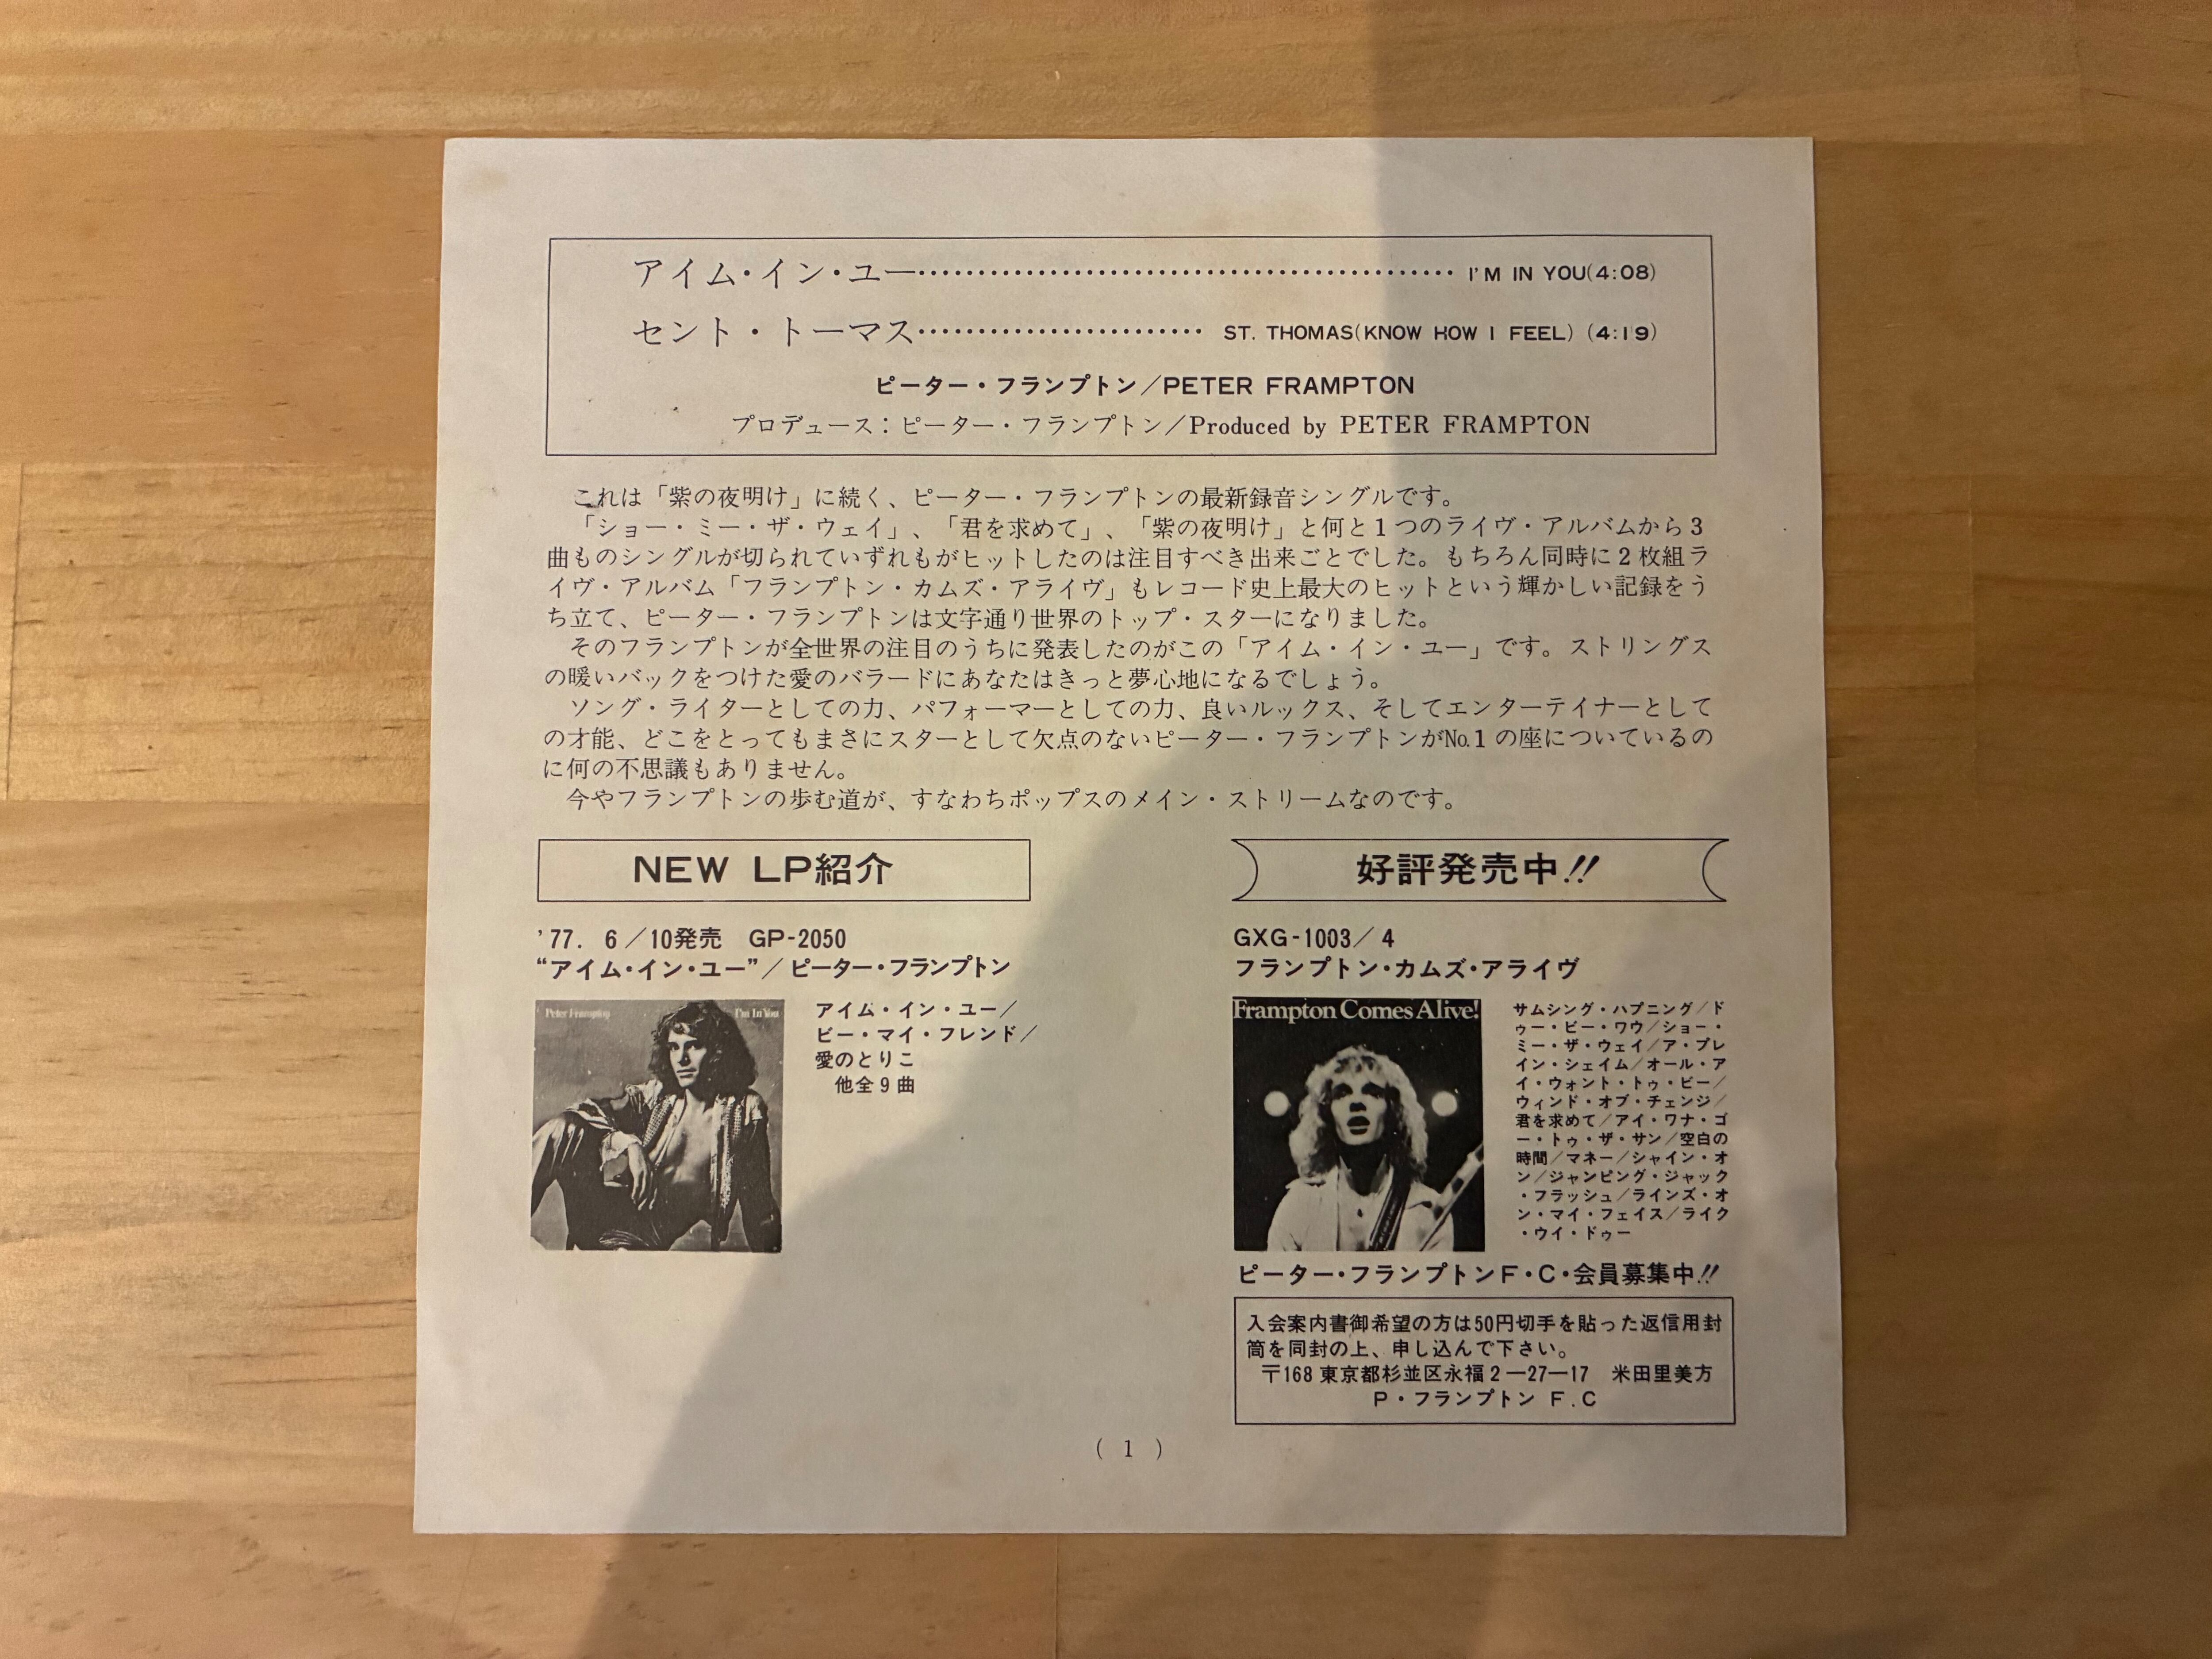 アイム・イン・ユー……………………………………… I'M IN YOU(4:08)
セント・トーマス…………………… ST. THOMAS(KNOW HOW I FEEL) (4:19)
ピーター・フランプトン／PETER FRAMPTON
プロデュース：ピーター・フランプトン／Produced by PETER FRAMPTON
これは「紫の夜明け」に続く、ピーター・フランプトンの最新録音シングルです。
「ショー・ミー・ザ・ウェイ」、「君を求めて」、「紫の夜明け」と何と1つのライヴ・アルバムから3
曲ものシングルが切られていずれもがヒットしたのは注目すべき出来ごとでした。もちろん同時に2枚組ラ
イヴ・アルバム「フランプトン・カムズ・アライヴ」もレコード史上最大のヒットという輝かしい記録をう
ち立て、ピーター・フランプトンは文字通り世界のトップ・スターになりました。
そのフランプトンが全世界の注目のうちに発表したのがこの「アイム・イン・ユー」です。ストリングス
の暖いバックをつけた愛のバラードにあなたはきっと夢心地になるでしょう。
ソング・ライターとしての力、パフォーマーとしての力、良いルックス、そしてエンターテイナーとして
の才能、どこをとってもまさにスターとして欠点のないピーター・フランプトンが№1の座についているの
に何の不思議もありません。
今やフランプトンの歩む道が、すなわちポップスのメイン・ストリームなのです。
NEW LP紹介
'77. 6／10発売 GP-2050
“アイム・イン・ユー”／ピーター・フランプトン
Peter Frampton I'm In You
アイム・イン・ユー／
ビー・マイ・フレンド／
愛のとりこ
他全9曲
好評発売中!!
GXG-1003／4
フランプトン・カムズ・アライヴ
Frampton Comes Alive!
サムシング・ハプニング／ド
ゥー・ビー・ワウ／ショー・
ミー・ザ・ウェイ／ア・プレ
イン・シェイム／オール・ア
イ・ウォント・トゥ・ビー／
ウィンド・オブ・チェンジ／
君を求めて／アイ・ワナ・ゴ
ー・トゥ・ザ・サン／空白の
時間／マネー／シャイン・オ
ン／ジャンピング・ジャック
・フラッシュ／ラインズ・オ
ン・マイ・フェイス／ライク
・ウイ・ドゥー
ピーター・フランプトンF・C・会員募集中!!
入会案内書御希望の方は50円切手を貼った返信用封
筒を同封の上、申し込んで下さい。
〒168 東京都杉並区永福2―27―17 米田里美方
P・フランプトン F.C
( 1 )